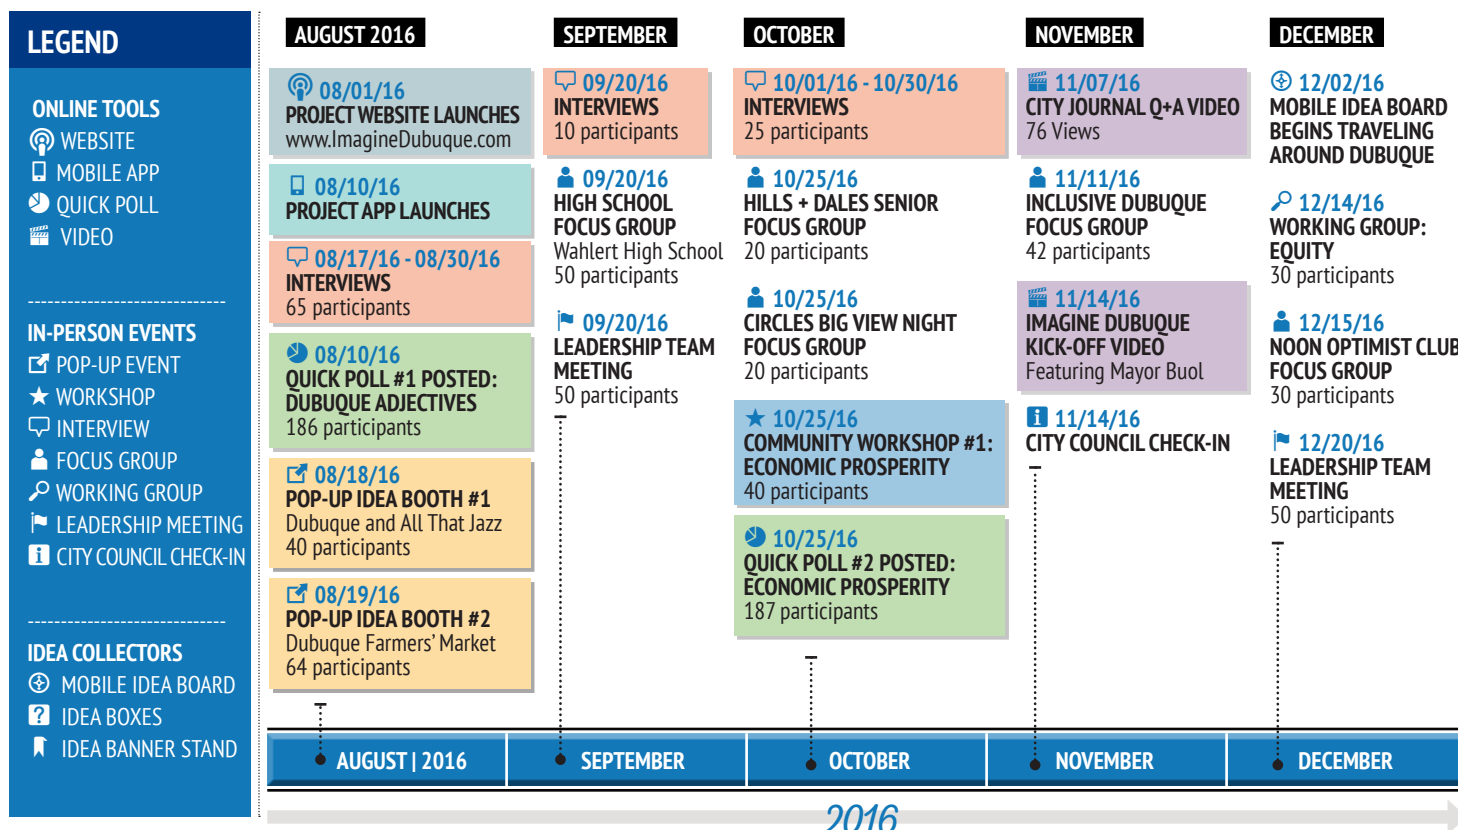 LEGEND
ONLINE TOOLS
WEBSITE
MOBILE APP
QUICK POLL
VIDEO
------------------------------
IN-PERSON EVENTS
POP-UP EVENT
WORKSHOP
INTERVIEW
FOCUS GROUP
WORKING GROUP
LEADERSHIP MEETING
CITY COUNCIL CHECK-IN
------------------------------
IDEA COLLECTORS
MOBILE IDEA BOARD
IDEA BOXES
IDEA BANNER STAND
AUGUST 2016
08/01/16
PROJECT WEBSITE LAUNCHES
www.ImagineDubuque.com
08/10/16
PROJECT APP LAUNCHES
08/17/16 - 08/30/16
INTERVIEWS
65 participants
08/10/16
QUICK POLL #1 POSTED:
DUBUQUE ADJECTIVES
186 participants
08/18/16
POP-UP IDEA BOOTH #1
Dubuque and All That Jazz
40 participants
08/19/16
POP-UP IDEA BOOTH #2
Dubuque Farmers' Market
64 participants
SEPTEMBER
09/20/16
INTERVIEWS
10 participants
09/20/16
HIGH SCHOOL
FOCUS GROUP
Wahlert High School
50 participants
09/20/16
LEADERSHIP TEAM
MEETING
50 participants
OCTOBER
10/01/16 - 10/30/16
INTERVIEWS
25 participants
10/25/16
HILLS + DALES SENIOR
FOCUS GROUP
20 participants
10/25/16
CIRCLES BIG VIEW NIGHT
FOCUS GROUP
20 participants
10/25/16
COMMUNITY WORKSHOP #1:
ECONOMIC PROSPERITY
40 participants
10/25/16
QUICK POLL #2 POSTED:
ECONOMIC PROSPERITY
187 participants
NOVEMBER
11/07/16
CITY JOURNAL Q+A VIDEO
76 Views
11/11/16
INCLUSIVE DUBUQUE
FOCUS GROUP
42 participants
11/14/16
IMAGINE DUBUQUE
KICK-OFF VIDEO
Featuring Mayor Buol
11/14/16
CITY COUNCIL CHECK-IN
DECEMBER
12/02/16
MOBILE IDEA BOARD
BEGINS TRAVELING
AROUND DUBUQUE
12/14/16
WORKING GROUP:
EQUITY
30 participants
12/15/16
NOON OPTIMIST CLUB
FOCUS GROUP
30 participants
12/20/16
LEADERSHIP TEAM
MEETING
50 participants
AUGUST | 2016
SEPTEMBER
OCTOBER
NOVEMBER
DECEMBER
2016